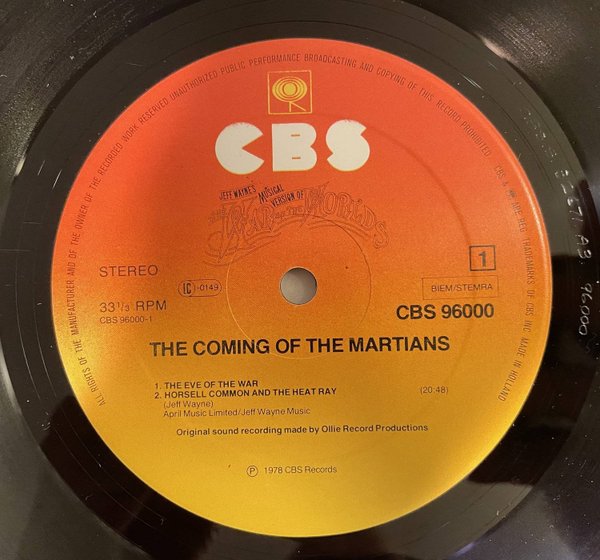 ALL RIGHTS OF THE MANUFACTURER AND OF THE OWNER OF THE RECORDED WORK RESERVED UNAUTHORIZED PUBLIC PERFORMANCE BROADCASTING AND COPYING OF THIS RECORD PROHIBITED
CBS & ARE REG. TRADEMARKS OF CBS INC. MADE IN HOLLAND
CBS
JEFF WAYNE'S
MUSICAL
VERSION OF
THE WAR OF THE WORLDS
STEREO
1
IC I-0149
BIEM/STEMRA
33 1/3 RPM
CBS 96000
CBS 96000-1
THE COMING OF THE MARTIANS
1. THE EVE OF THE WAR
2. HORSELL COMMON AND THE HEAT RAY (20:48)
(Jeff Wayne)
April Music Limited/Jeff Wayne Music
Original sound recording made by Ollie Record Productions
Ⓟ 1978 CBS Records
96000